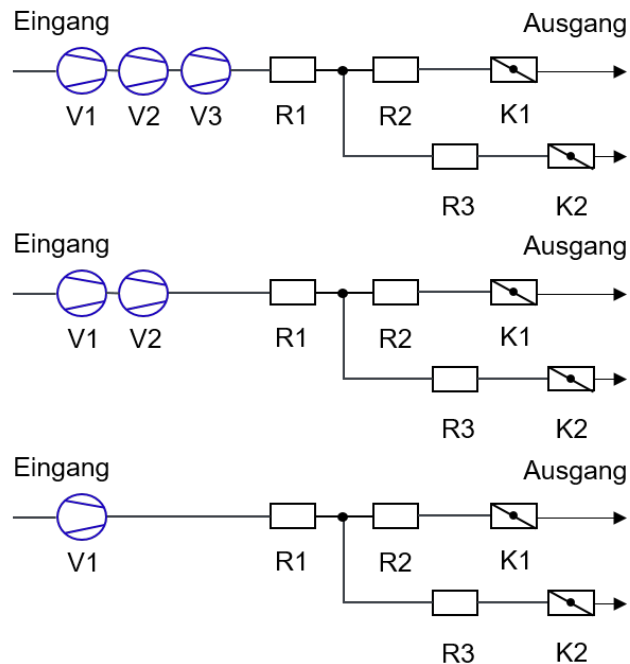 Eingang Ausgang
V1 V2 V3 R1 R2 K1
R3 K2
Eingang Ausgang
V1 V2 R1 R2 K1
R3 K2
Eingang Ausgang
V1 R1 R2 K1
R3 K2